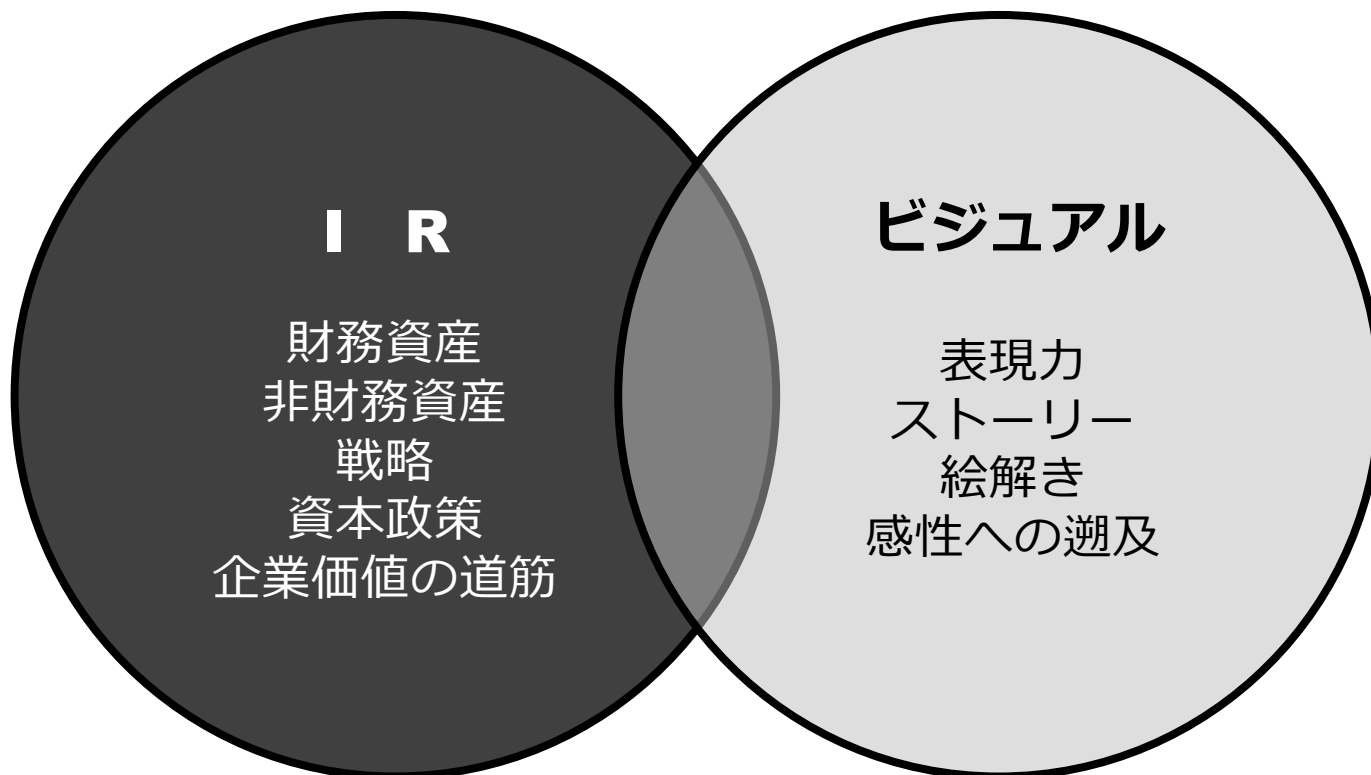 I R
財務資産
非財務資産
戦略
資本政策
企業価値の道筋
ビジュアル
表現力
ストーリー
絵解き
感性への遡及